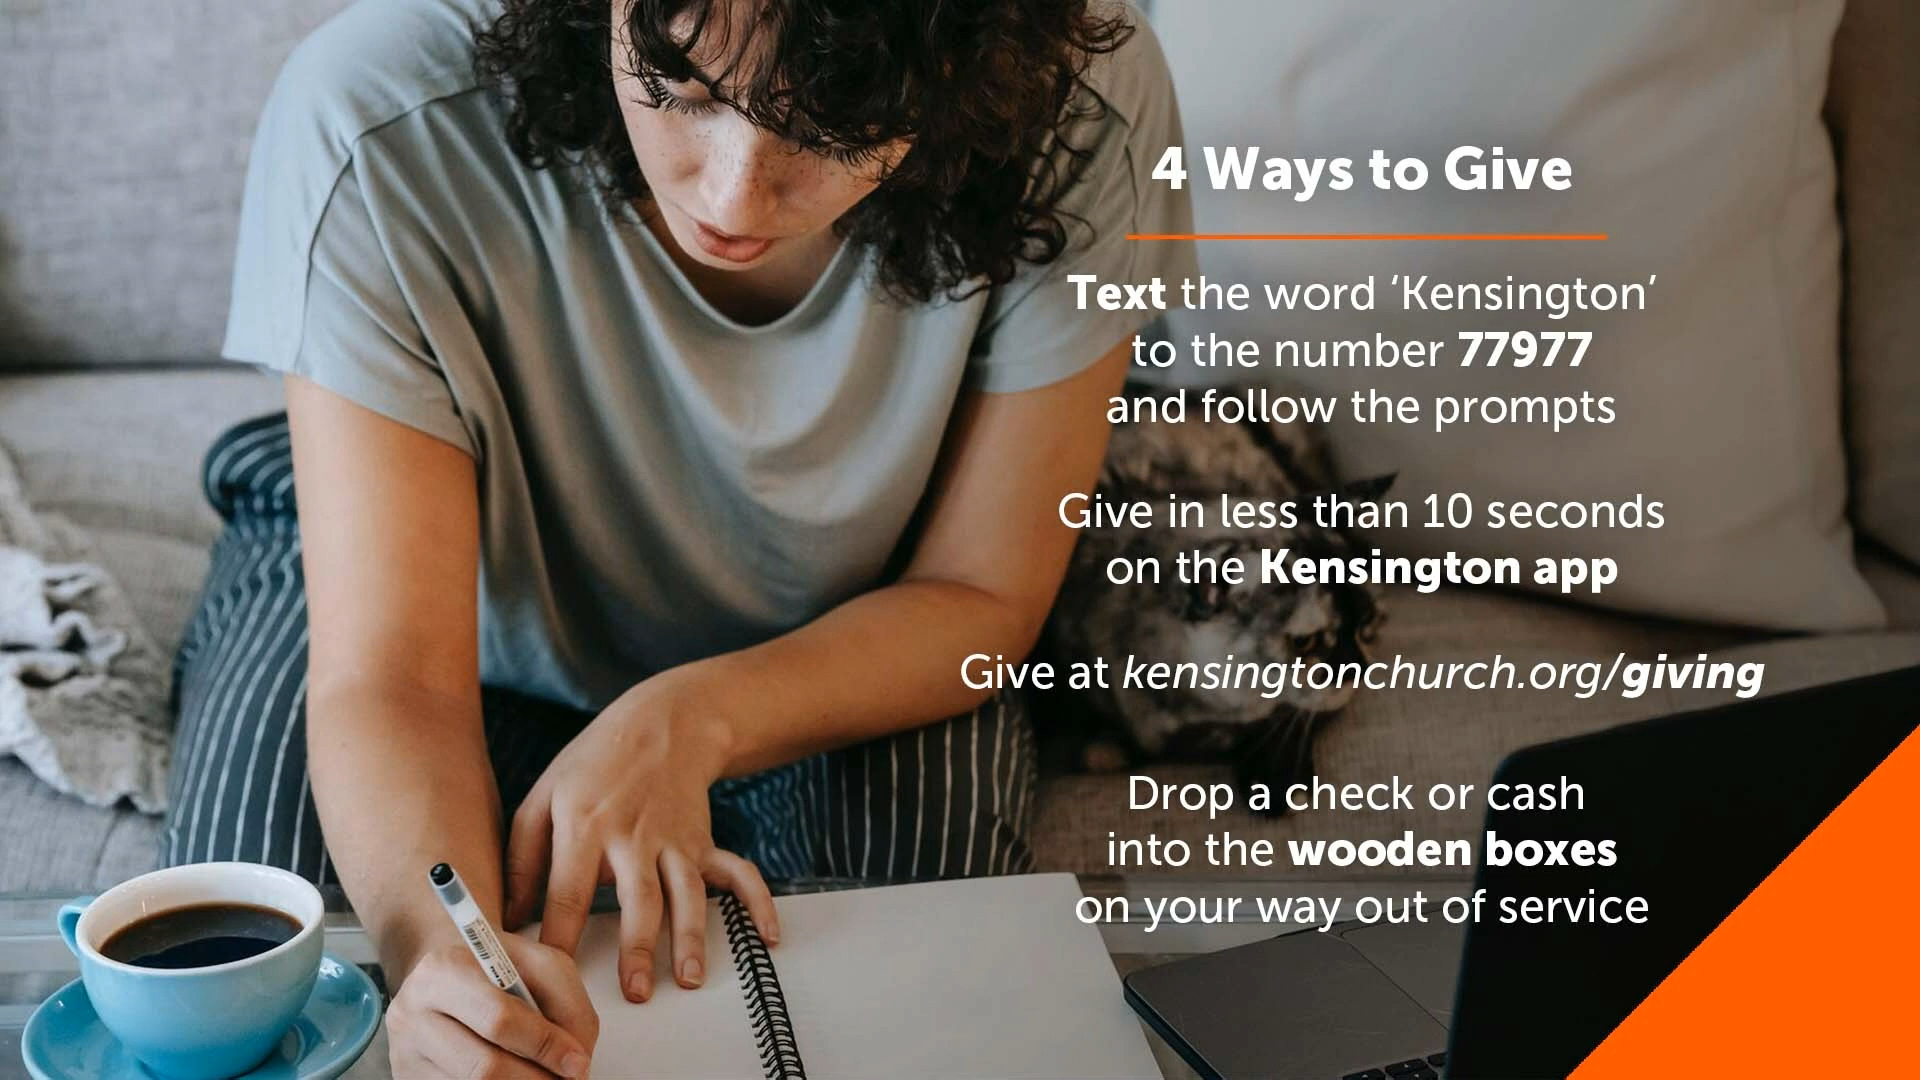 4 Ways to Give
Text the word ‘Kensington’
to the number 77977
and follow the prompts
Give in less than 10 seconds
on the Kensington app
Give at kensingtonchurch.org/giving
Drop a check or cash
into the wooden boxes
on your way out of service